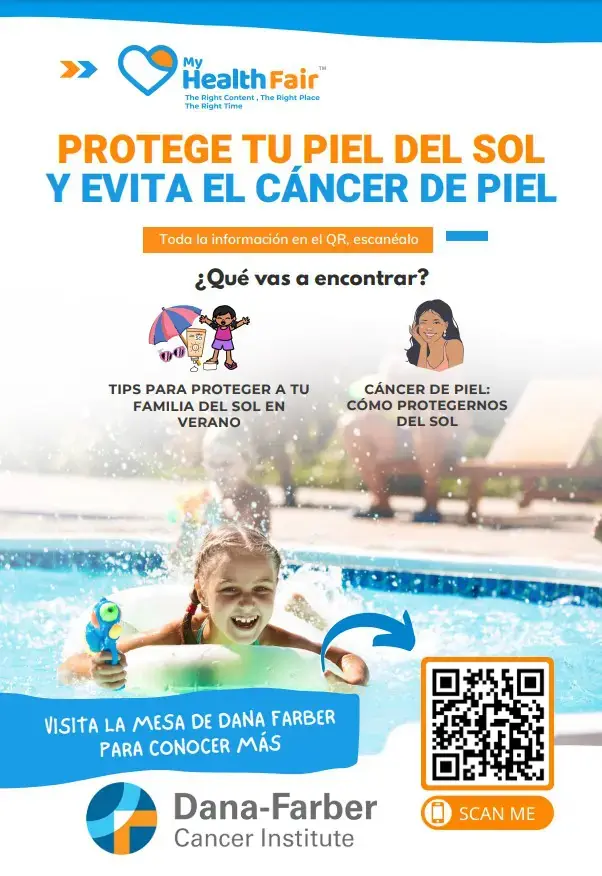 My
HealthFair™
The Right Content , The Right Place
The Right Time
PROTEGE TU PIEL DEL SOL
Y EVITA EL CÁNCER DE PIEL
Toda la información en el QR, escanéalo
¿Qué vas a encontrar?
TIPS PARA PROTEGER A TU
FAMILIA DEL SOL EN
VERANO
CÁNCER DE PIEL:
CÓMO PROTEGERNOS
DEL SOL
VISITA LA MESA DE DANA FARBER
PARA CONOCER MÁS
Dana-Farber
Cancer Institute
SCAN ME